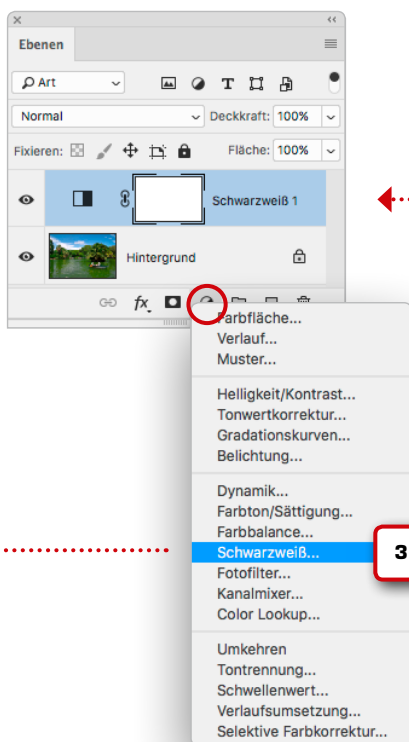 Ebenen
Art
T
Normal
Deckkraft: 100%
Fixieren:
Fläche: 100%
Schwarzweiß 1
Hintergrund
fx
Farbfläche...
Verlauf...
Muster...
Helligkeit/Kontrast...
Tonwertkorrektur...
Gradationskurven...
Belichtung...
Dynamik...
Farbton/Sättigung...
Farbbalance...
Schwarzweiß...
3
Fotofilter...
Kanalmixer...
Color Lookup...
Umkehren
Tontrennung...
Schwellenwert...
Verlaufsumsetzung...
Selektive Farbkorrektur...